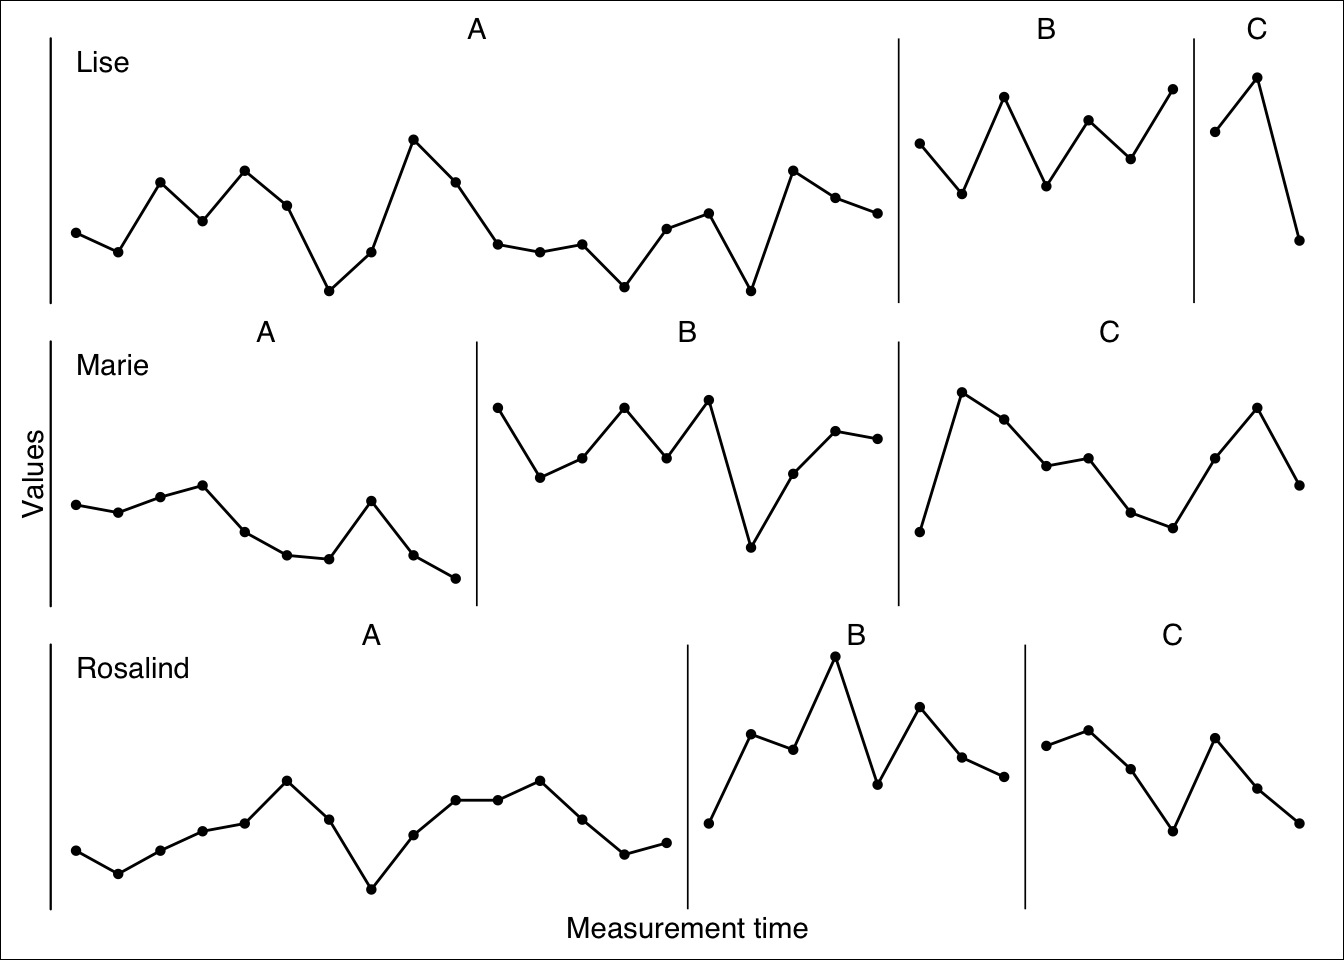 A B C
Lise
A B C
Marie
Values
A B C
Rosalind
Measurement time